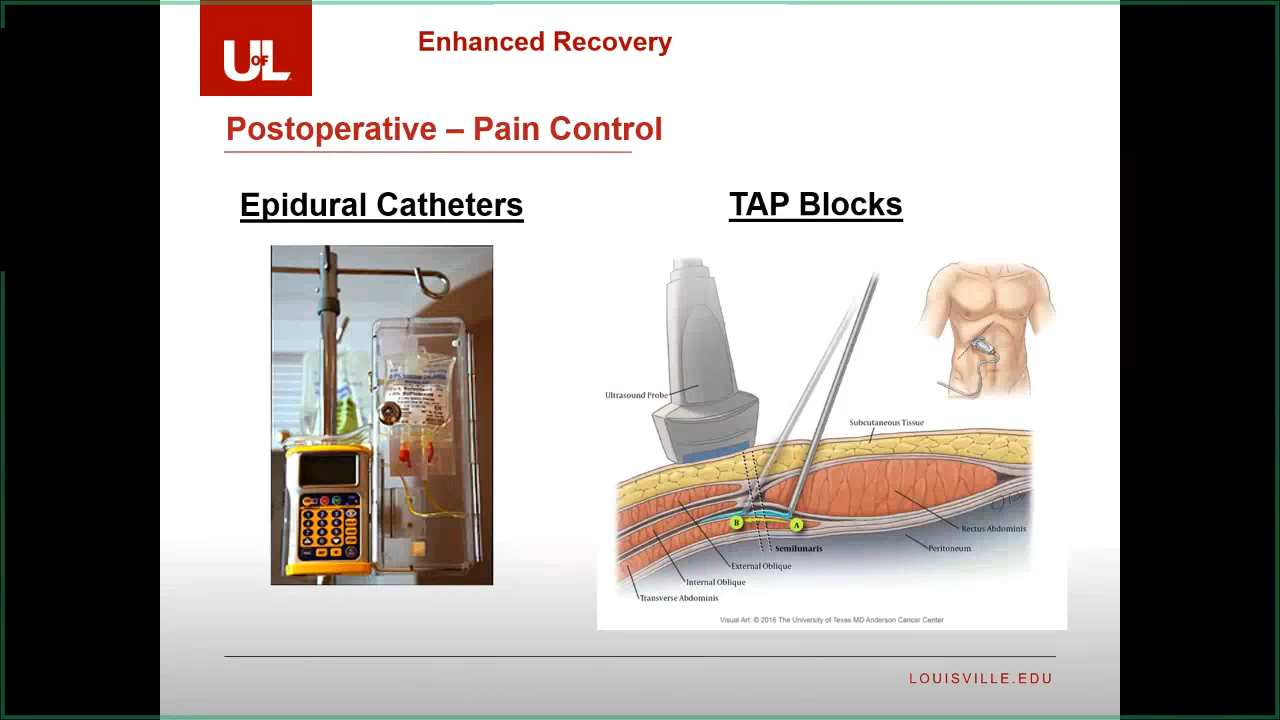 U OF L
Enhanced Recovery
Postoperative – Pain Control
Epidural Catheters
TAP Blocks
Ultrasound Probe
Subcutaneous Tissue
B
A
Rectus Abdominis
Semilunaris
Peritoneum
External Oblique
Internal Oblique
Transverse Abdominis
Visual Art: © 2016 The University of Texas MD Anderson Cancer Center
LOUISVILLE.EDU